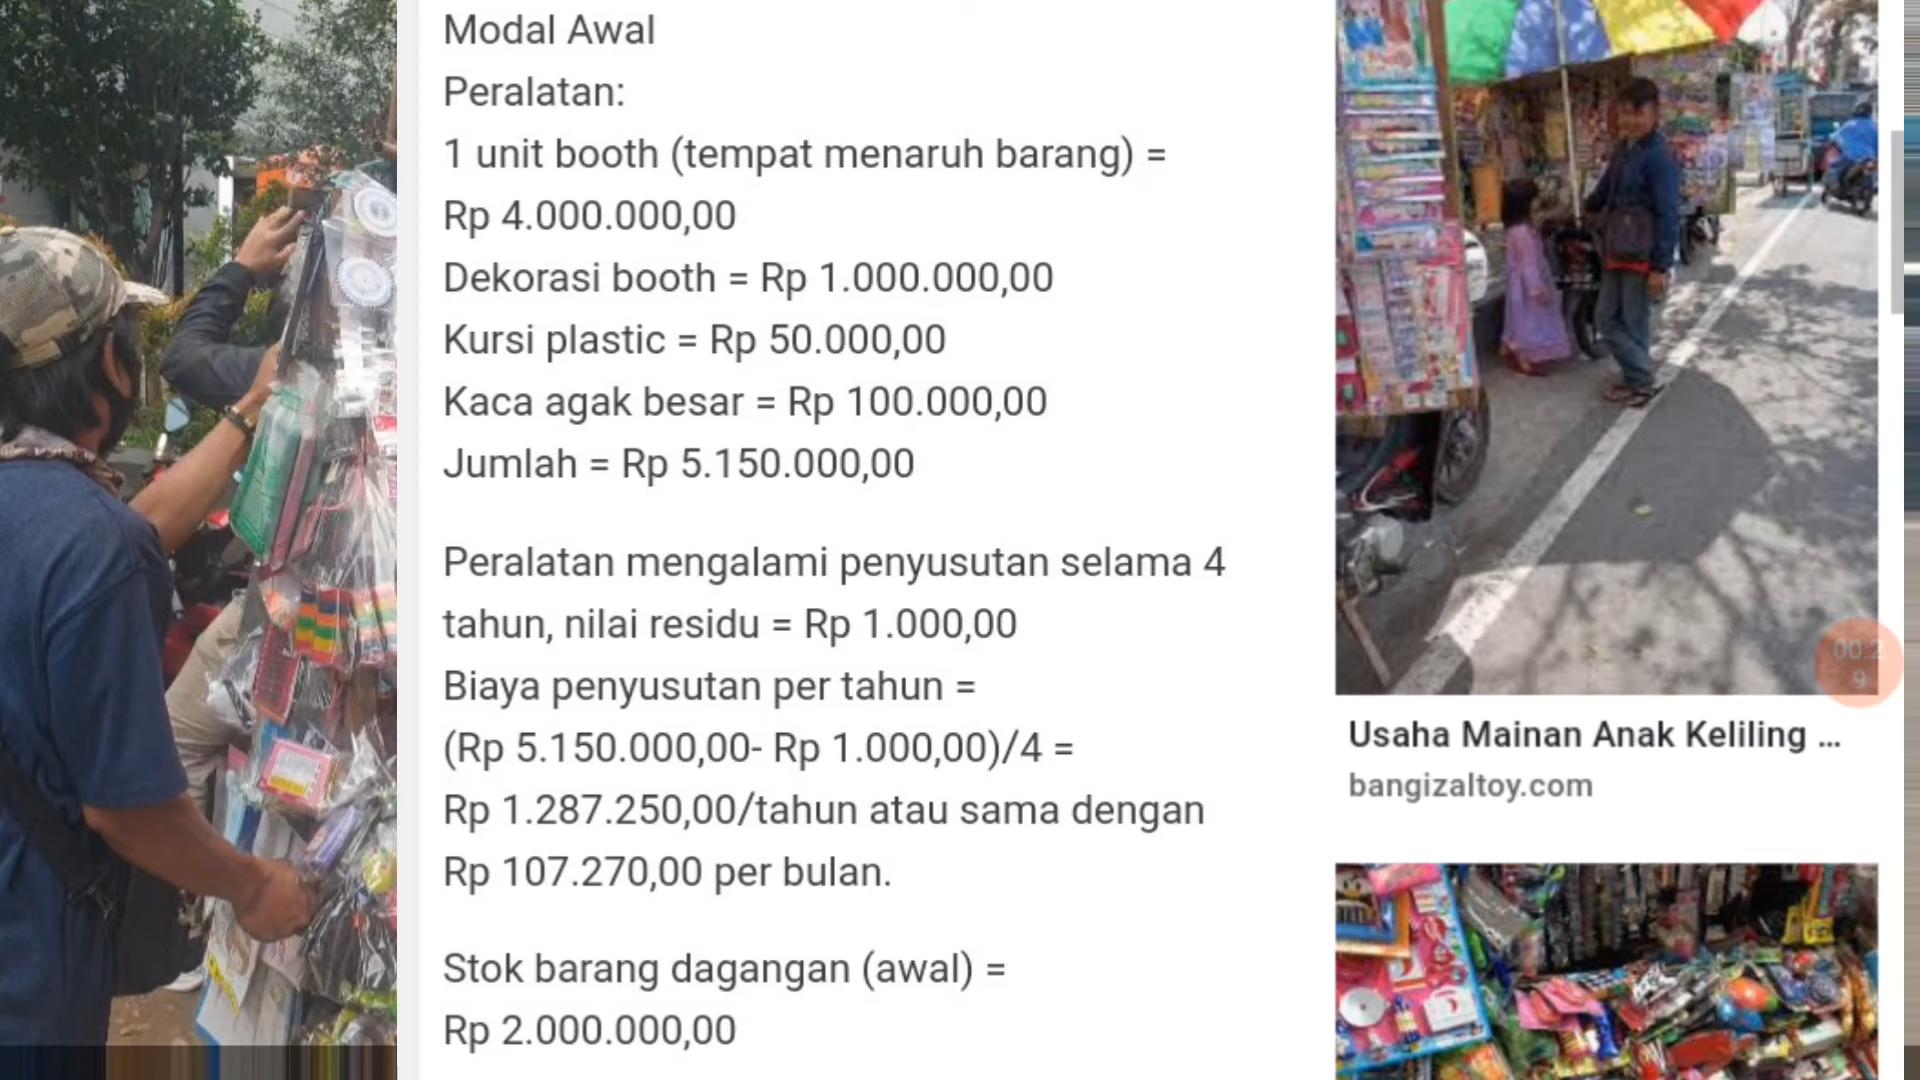 Modal Awal
Peralatan:
1 unit booth (tempat menaruh barang) =
Rp 4.000.000,00
Dekorasi booth = Rp 1.000.000,00
Kursi plastic = Rp 50.000,00
Kaca agak besar = Rp 100.000,00
Jumlah = Rp 5.150.000,00
Peralatan mengalami penyusutan selama 4
tahun, nilai residu = Rp 1.000,00
Biaya penyusutan per tahun =
(Rp 5.150.000,00- Rp 1.000,00)/4 =
Rp 1.287.250,00/tahun atau sama dengan
Rp 107.270,00 per bulan.
Stok barang dagangan (awal) =
Rp 2.000.000,00
00:2
9
Usaha Mainan Anak Keliling ...
bangizaltoy.com